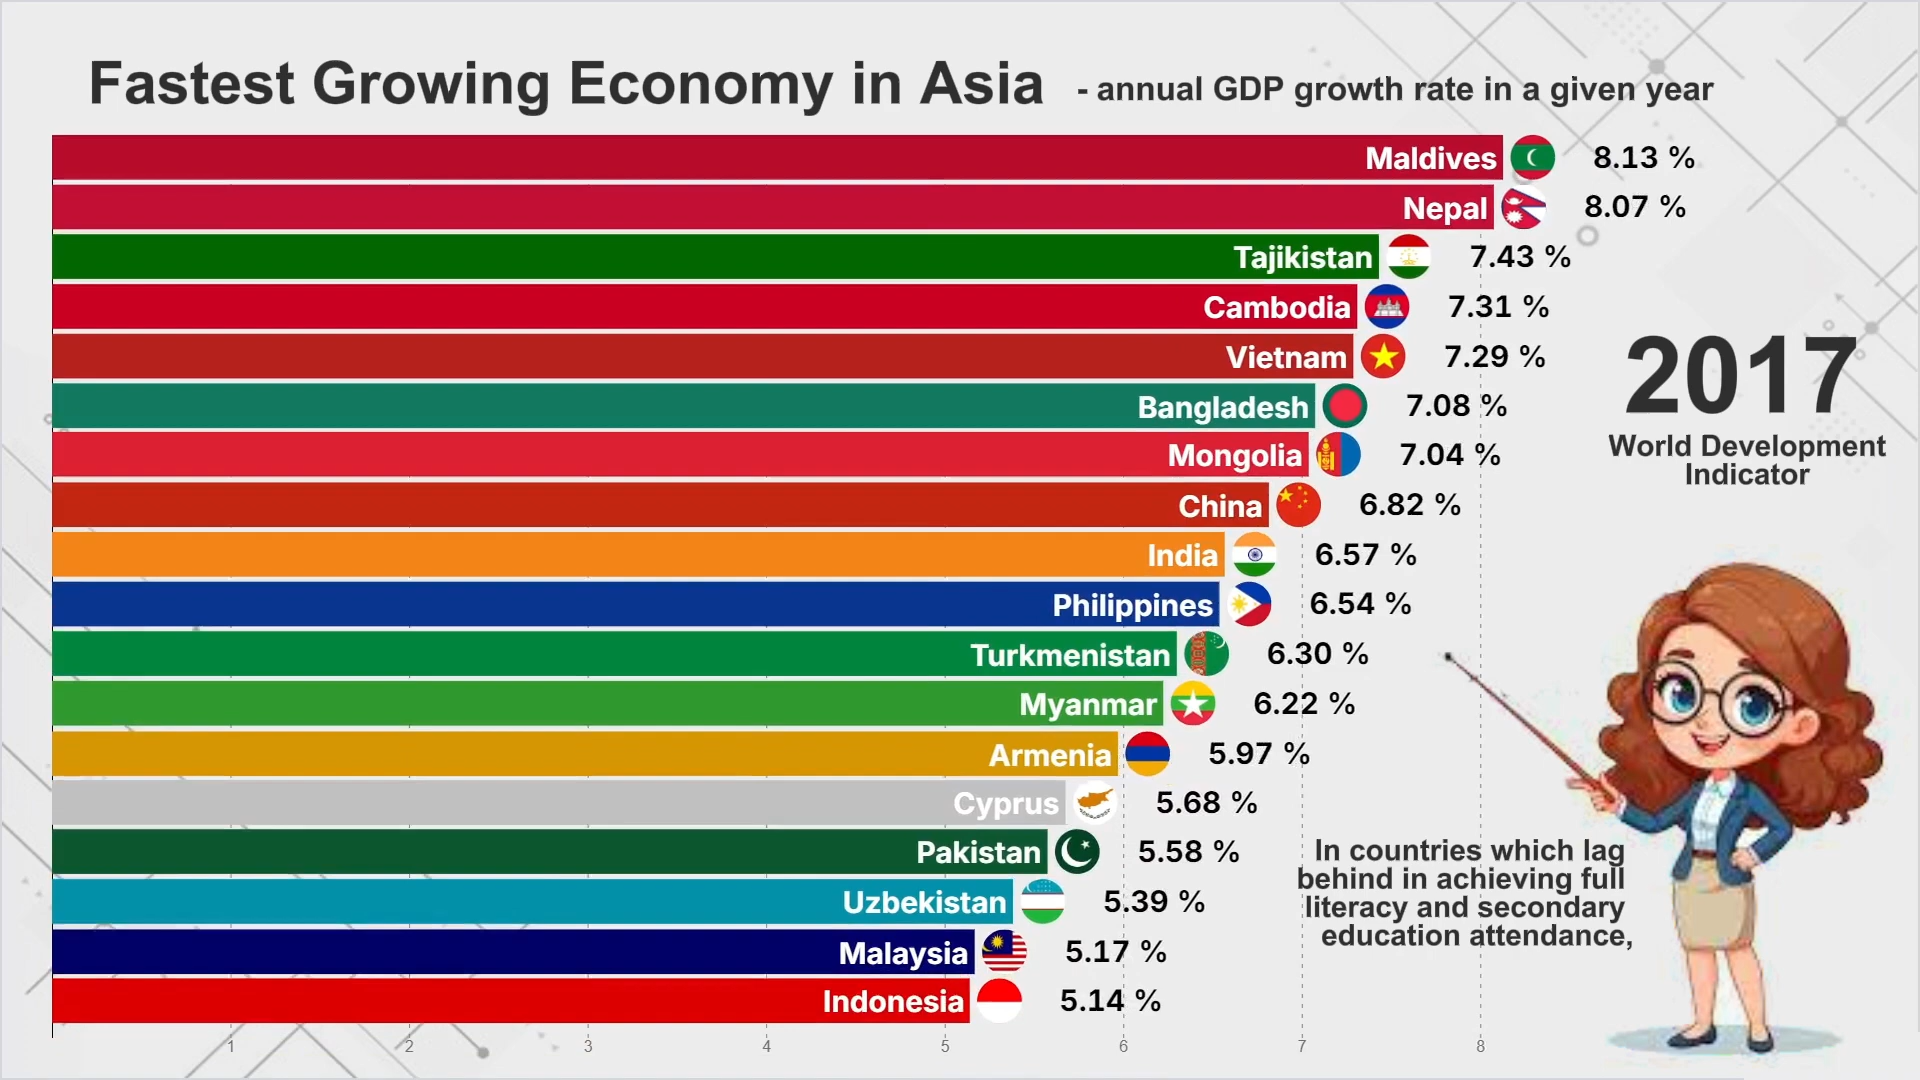 Fastest Growing Economy in Asia - annual GDP growth rate in a given year
Maldives 8.13 %
Nepal 8.07 %
Tajikistan 7.43 %
Cambodia 7.31 %
Vietnam 7.29 %
Bangladesh 7.08 %
Mongolia 7.04 %
China 6.82 %
India 6.57 %
Philippines 6.54 %
Turkmenistan 6.30 %
Myanmar 6.22 %
Armenia 5.97 %
Cyprus 5.68 %
Pakistan 5.58 %
Uzbekistan 5.39 %
Malaysia 5.17 %
Indonesia 5.14 %
1 2 3 4 5 6 7 8
2017
World Development
Indicator
In countries which lag
behind in achieving full
literacy and secondary
education attendance,